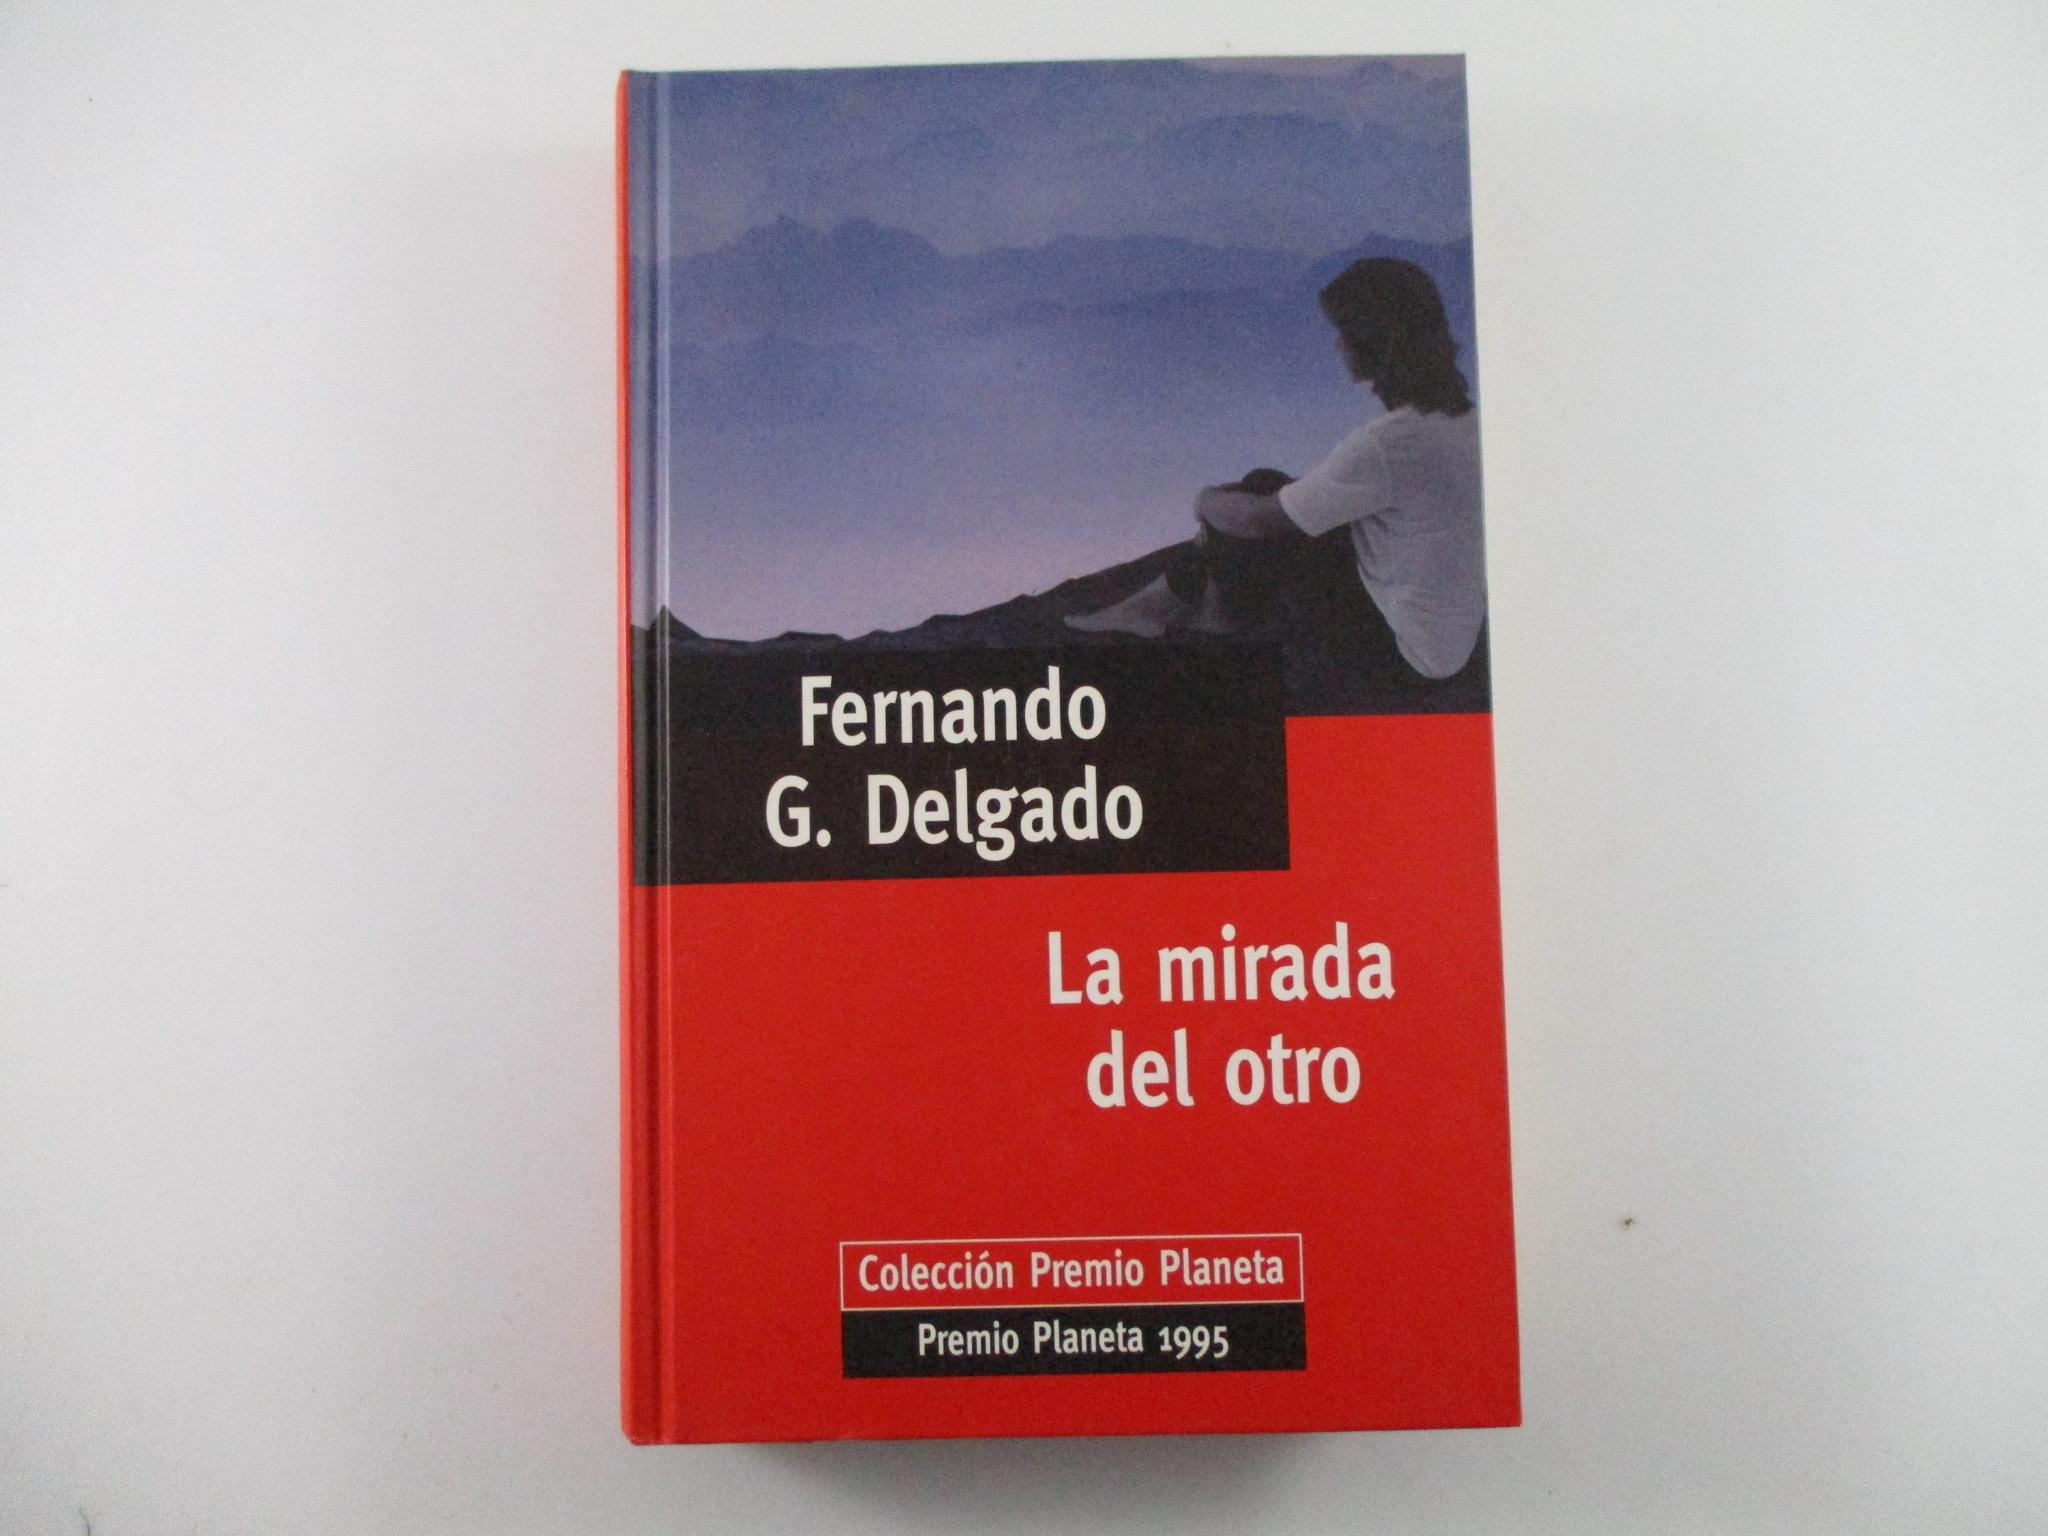 Fernando
G. Delgado
La mirada
del otro
Colección Premio Planeta
Premio Planeta 1995